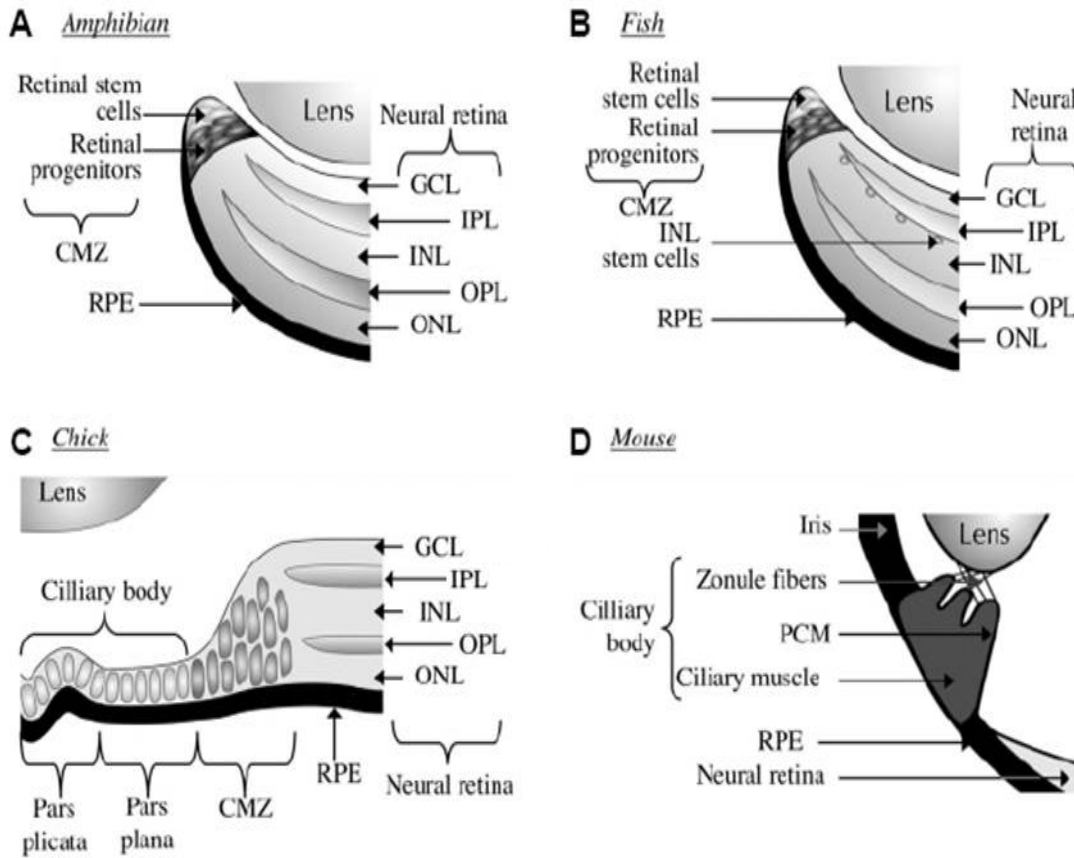 A Amphibian
Retinal stem
cells
Retinal
progenitors
CMZ
RPE
Lens
Neural retina
GCL
IPL
INL
OPL
ONL
B Fish
Retinal
stem cells
Retinal
progenitors
CMZ
INL
stem cells
RPE
Lens
Neural
retina
GCL
IPL
INL
OPL
ONL
C Chick
Lens
Cilliary body
GCL
IPL
INL
OPL
ONL
Pars
plicata
Pars
plana
CMZ
RPE
Neural retina
D Mouse
Iris
Lens
Zonule fibers
Cilliary
body
PCM
Ciliary muscle
RPE
Neural retina